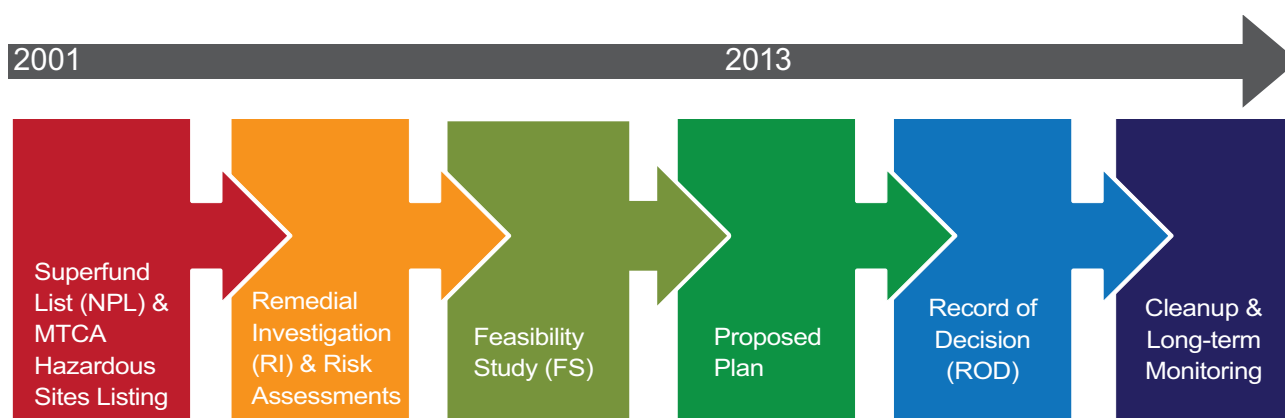 2001
2013
Superfund
List (NPL) &
MTCA
Hazardous
Sites Listing
Remedial
Investigation
(RI) & Risk
Assessments
Feasibility
Study (FS)
Proposed
Plan
Record of
Decision
(ROD)
Cleanup &
Long-term
Monitoring